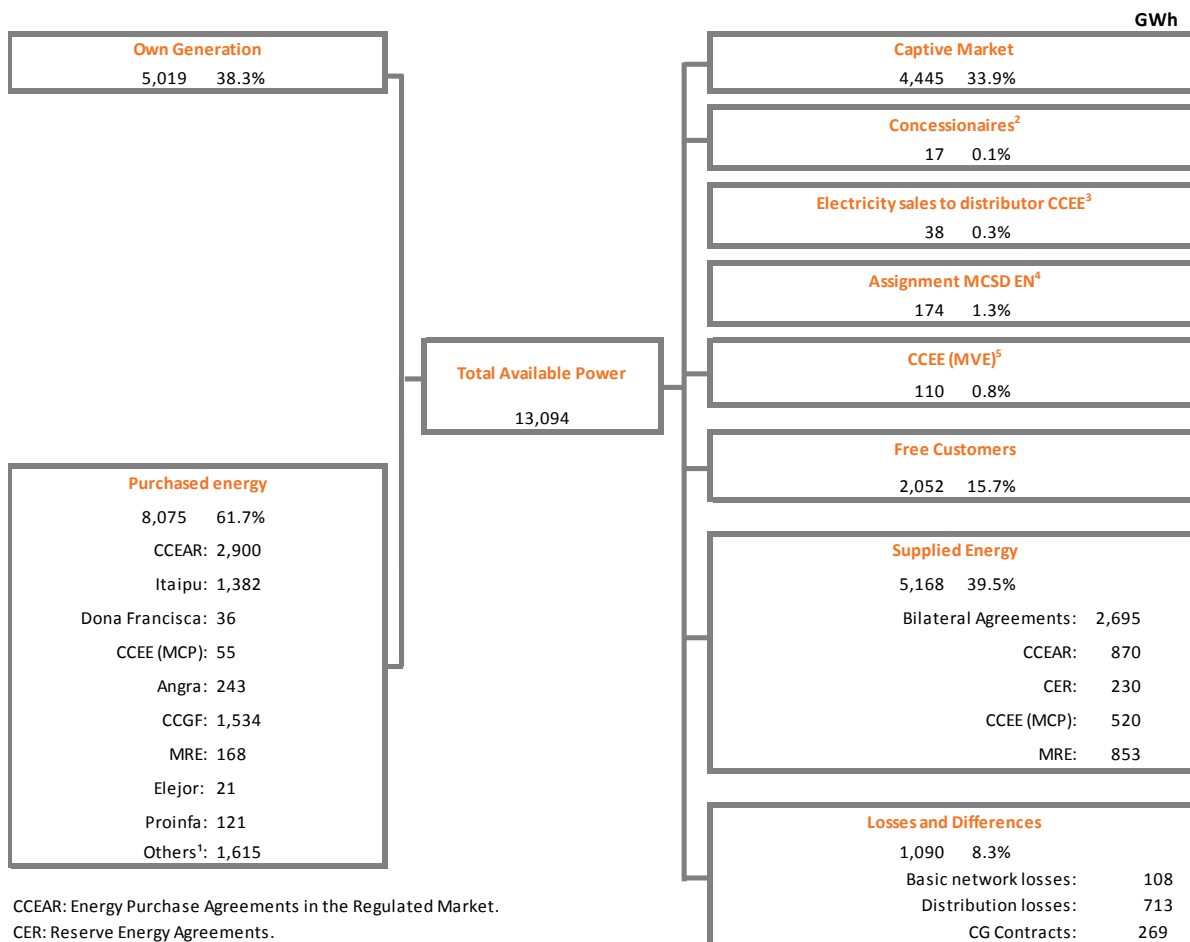 GWh
Own Generation
5,019 38.3%
Purchased energy
8,075 61.7%
CCEAR: 2,900
Itaipu: 1,382
Dona Francisca: 36
CCEE (MCP): 55
Angra: 243
CCGF: 1,534
MRE: 168
Elejor: 21
Proinfa: 121
Others¹: 1,615
Total Available Power
13,094
Captive Market
4,445 33.9%
Concessionaires²
17 0.1%
Electricity sales to distributor CCEE³
38 0.3%
Assignment MCSD EN⁴
174 1.3%
CCEE (MVE)⁵
110 0.8%
Free Customers
2,052 15.7%
Supplied Energy
5,168 39.5%
Bilateral Agreements: 2,695
CCEAR: 870
CER: 230
CCEE (MCP): 520
MRE: 853
Losses and Differences
1,090 8.3%
Basic network losses: 108
Distribution losses: 713
CG Contracts: 269
CCEAR: Energy Purchase Agreements in the Regulated Market.
CER: Reserve Energy Agreements.